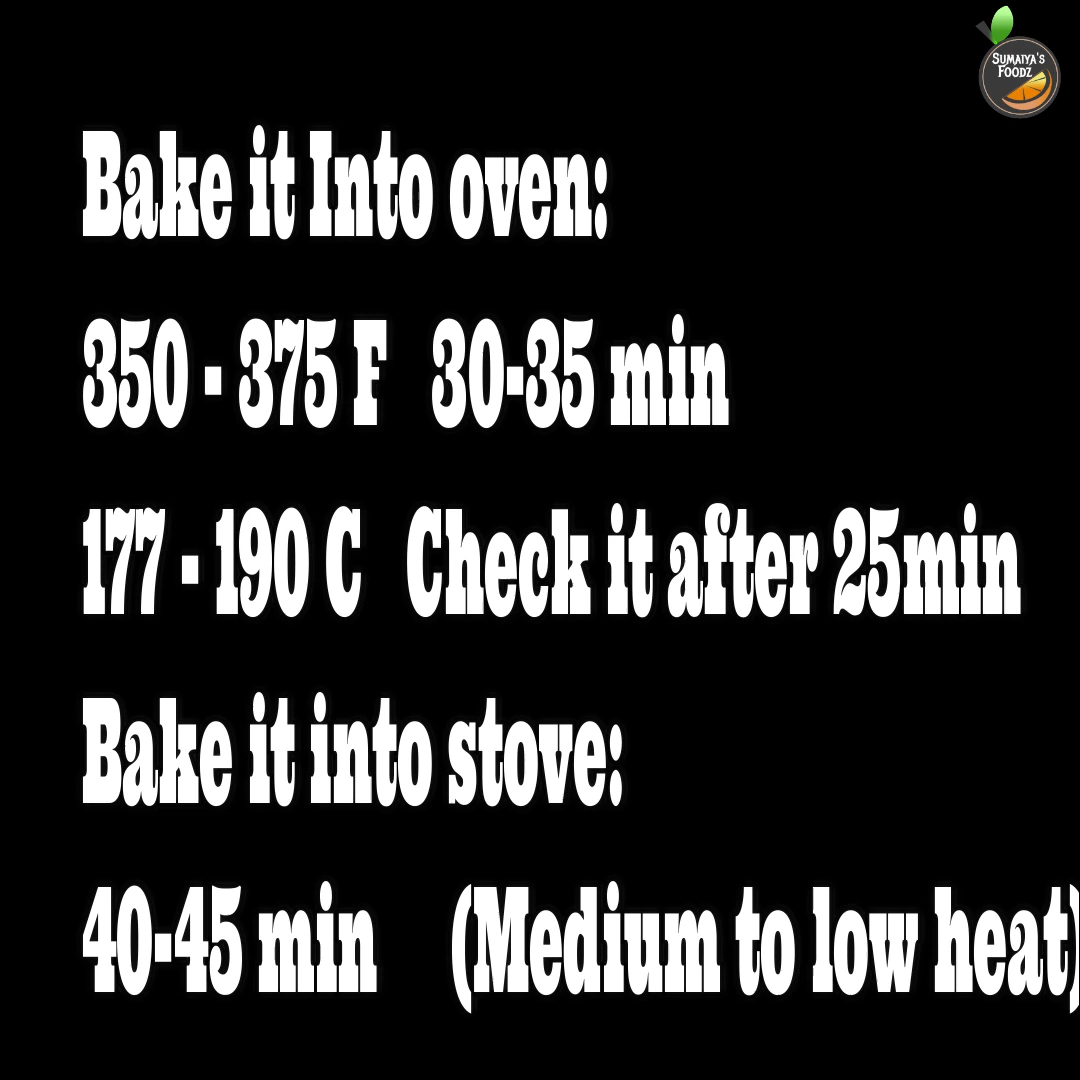 SUMAIYA'S
FOODZ
Bake it Into oven:
350 - 375 F 30-35 min
177 - 190 C Check it after 25min
Bake it into stove:
40-45 min (Medium to low heat)